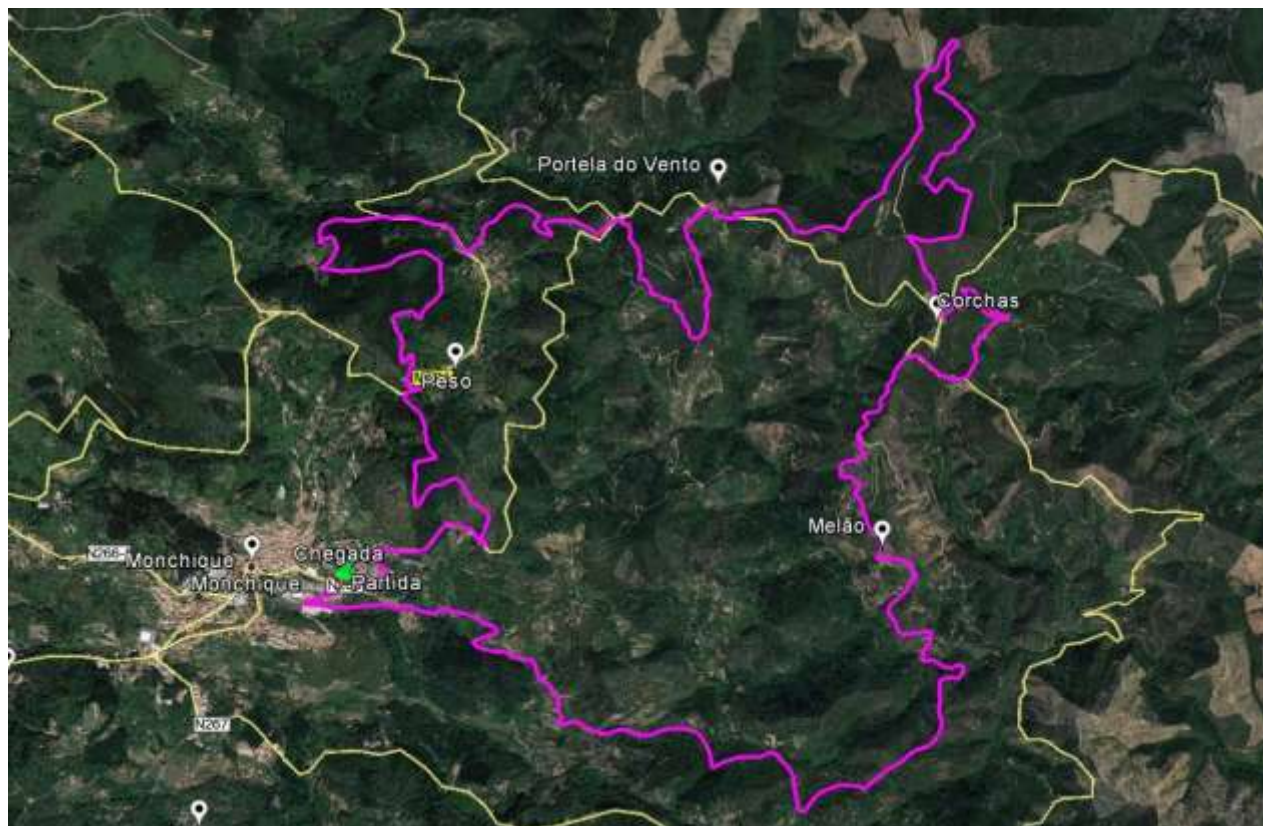 Portela do Vento
Corchas
Peso
Melão
N266-
Monchique
Chegada
Monchique
Partida
N267